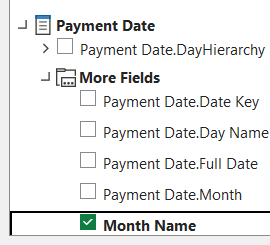 Payment Date
Payment Date.DayHierarchy
More Fields
Payment Date.Date Key
Payment Date.Day Name
Payment Date.Full Date
Payment Date.Month
Month Name